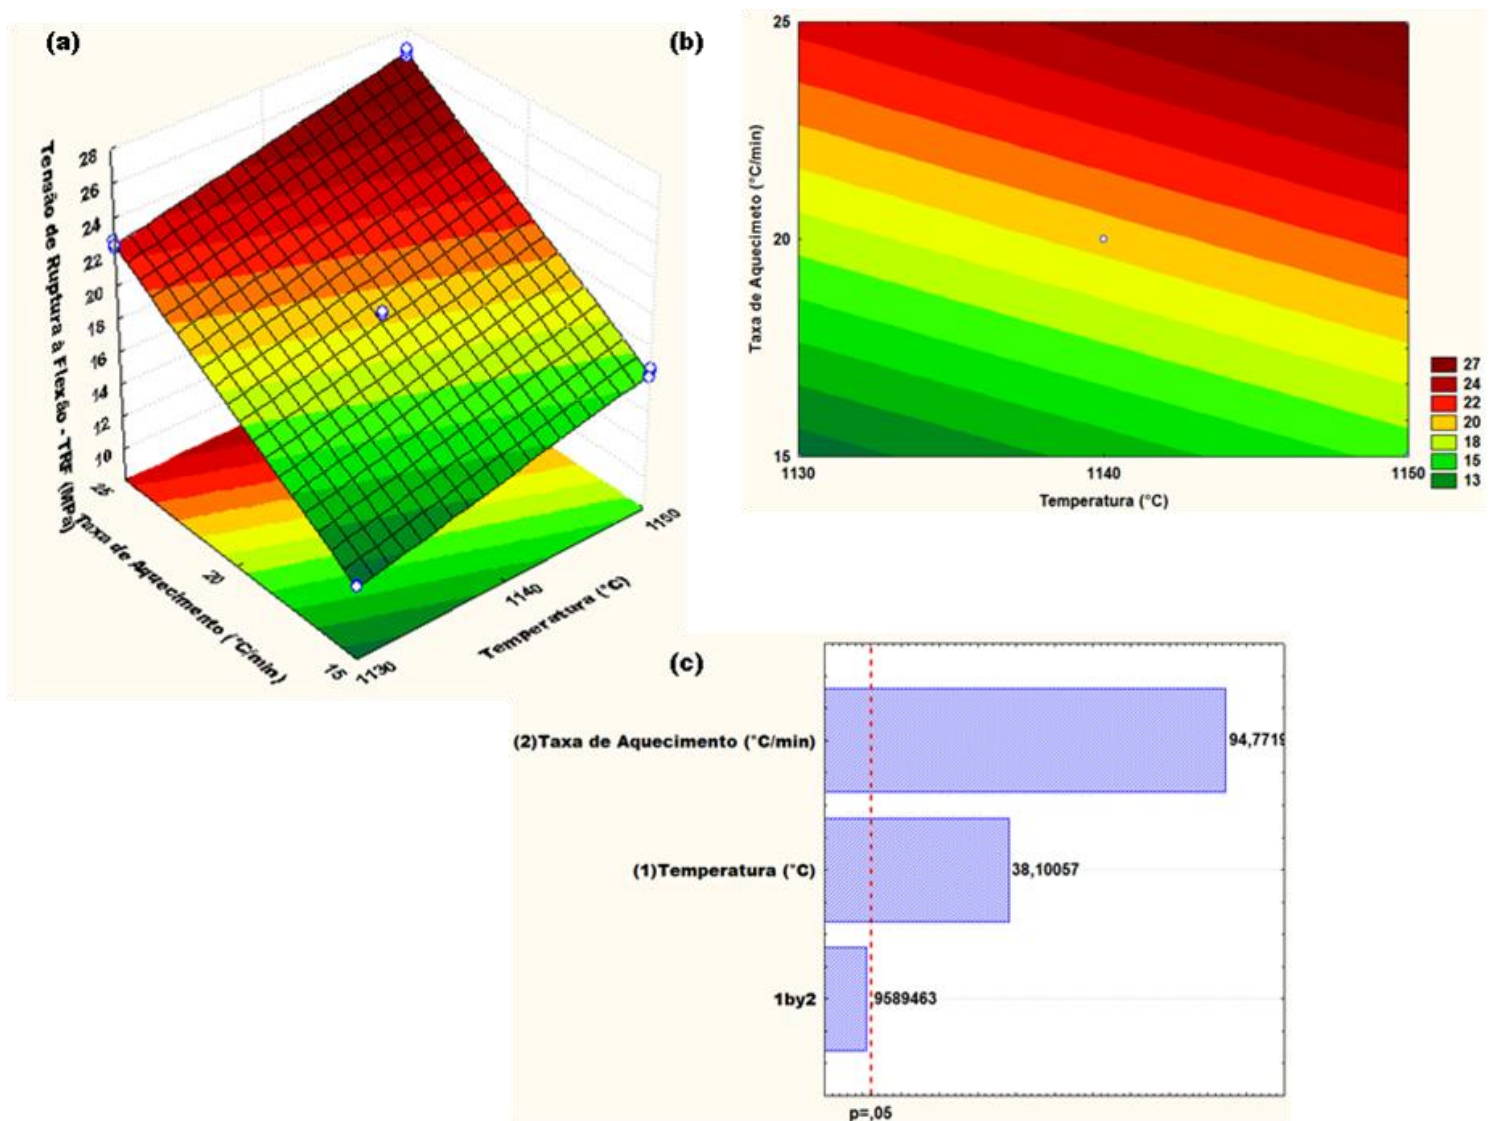 (a)
Tensão de Ruptura à Flexão - TRF (MPa)
28
26
24
22
20
18
16
14
12
10
25
20
15
Taxa de Aquecimento (°C/min)
1130
1140
1150
Temperatura (°C)
(b)
Taxa de Aquecimeto (°C/min)
25
20
15
1130
1140
1150
Temperatura (°C)
27
24
22
20
18
15
13
(c)
(2)Taxa de Aquecimento (°C/min)
94,7719
(1)Temperatura (°C)
38,10057
1by2
9589463
p=,05